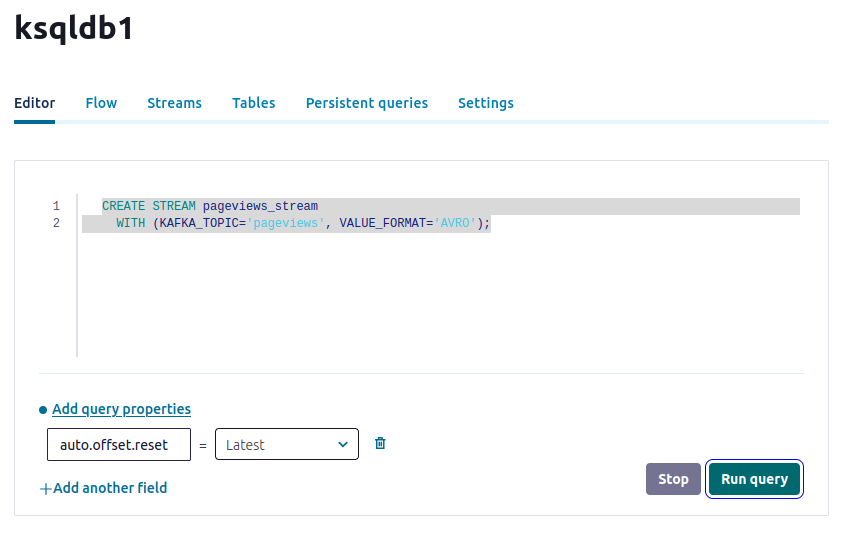 ksqldb1
Editor Flow Streams Tables Persistent queries Settings
1 CREATE STREAM pageviews_stream
2 WITH (KAFKA_TOPIC='pageviews', VALUE_FORMAT='AVRO');
Add query properties
auto.offset.reset = Latest
+Add another field
Stop Run query